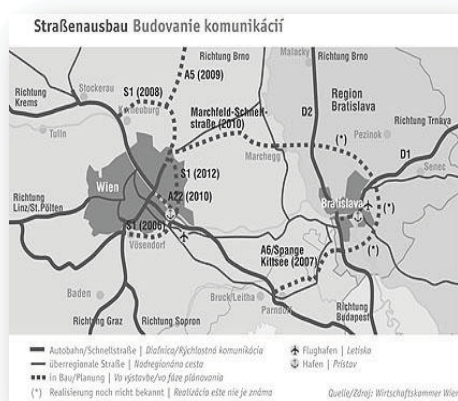 Straßenausbau Budovanie komunikácií
Richtung Brno
Malacky
Richtung Brno
A5 (2009)
Richtung
Krems
Stockerau
S1 (2008)
Korneuburg
Marchfeld-Schnell-
straße (2010)
D2
Region
Bratislava
Tulln
(*)
Pezinok
Richtung Trnava
Marchegg
D1
Senec
S1 (2012)
Wien
A22 (2010)
Bratislava
(*)
Richtung
Linz/St.Pölten
S1 (2006)
Vösendorf
A6/Spange
Kittsee (2007)
(*)
Baden
Bruck/Leitha
Parndorf
Richtung Graz
Richtung Sopron
Richtung
Budapest
Autobahn/Schnellstraße | Diaľnica/Rýchlostná komunikácia
überregionale Straße | Nadregionálna cesta
in Bau/Planung | Vo výstavbe/vo fáze plánovania
(*) Realisierung noch nicht bekannt | Realizácia ešte nie je známa
Flughafen | Letisko
Hafen | Prístav
Quelle/Zdroj: Wirtschaftskammer Wien